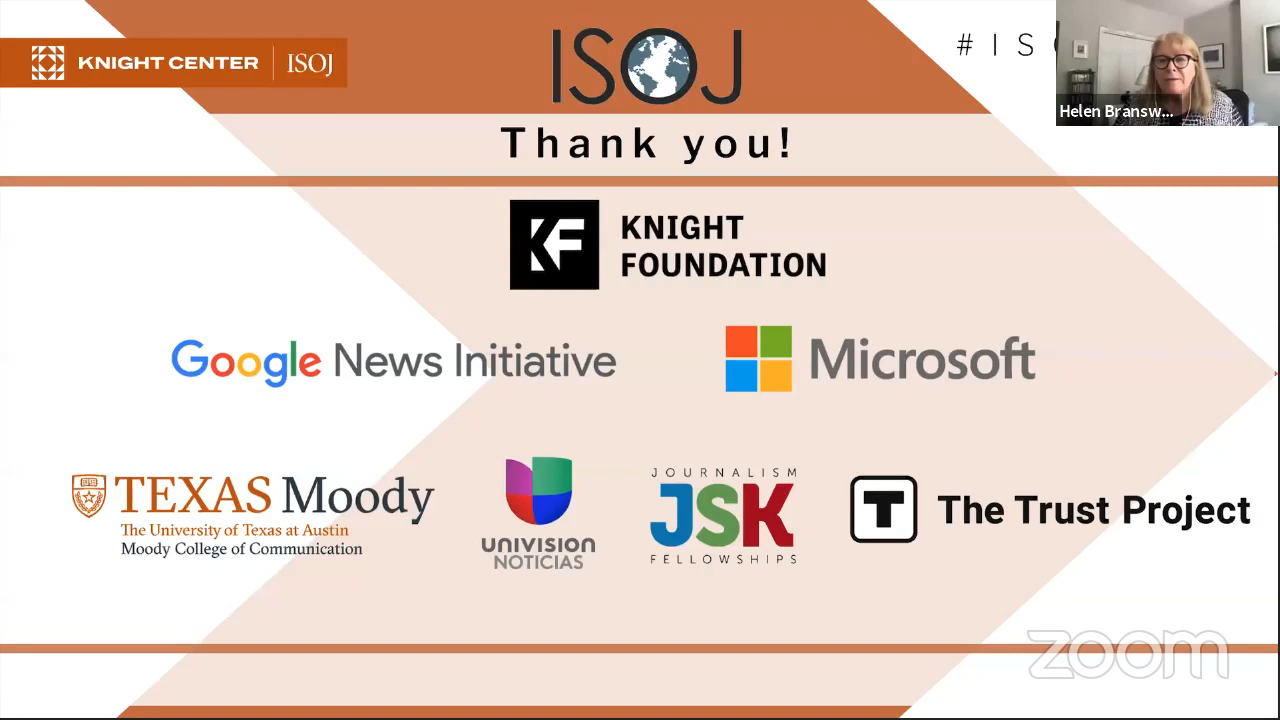 KNIGHT CENTER ISOJ
ISOJ
# I S
Helen Bransw...
Thank you!
KNIGHT
FOUNDATION
Google News Initiative
Microsoft
TEXAS Moody
The University of Texas at Austin
Moody College of Communication
UNIVISION
NOTICIAS
JOURNALISM
JSK
FELLOWSHIPS
T The Trust Project
zoom